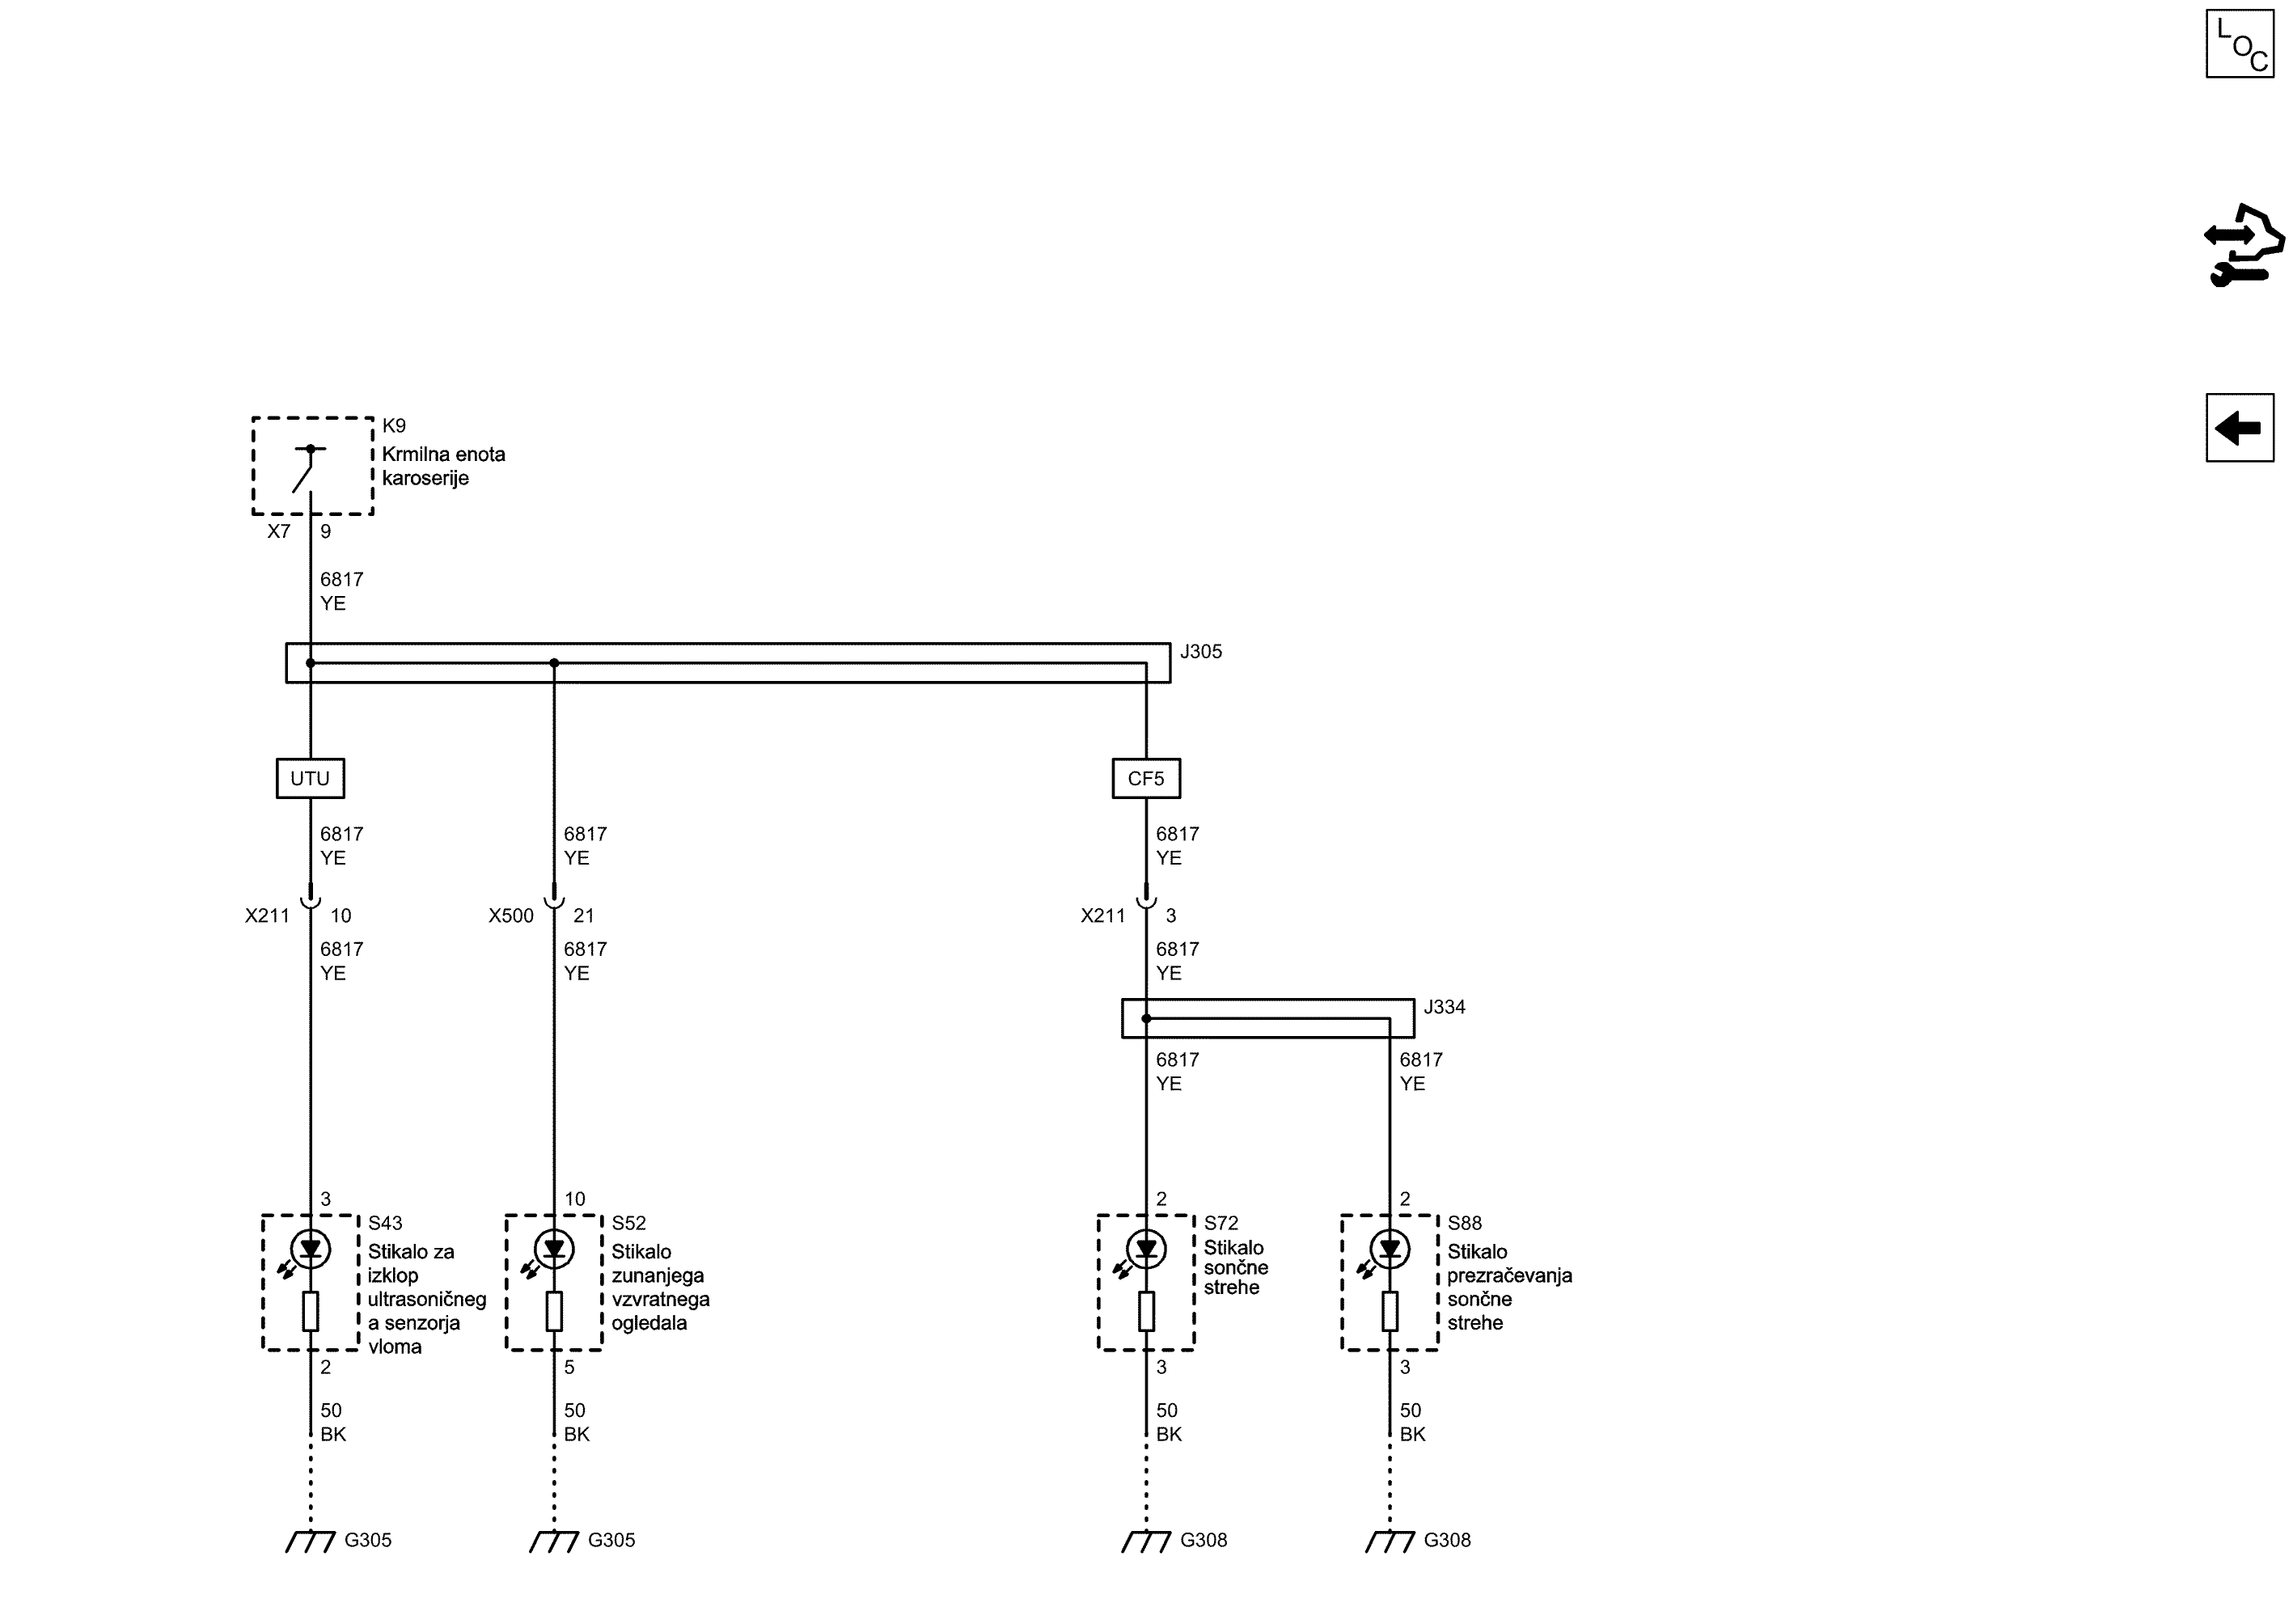 LOC
K9
Krmilna enota
karoserije
X7 9
6817
YE
J305
UTU
CF5
6817
YE
6817
YE
6817
YE
X211 10
X500 21
X211 3
6817
YE
6817
YE
6817
YE
J334
6817
YE
6817
YE
3
S43
Stikalo za
izklop
ultrasoničneg
a senzorja
vloma
2
10
S52
Stikalo
zunanjega
vzvratnega
ogledala
5
2
S72
Stikalo
sončne
strehe
3
2
S88
Stikalo
prezračevanja
sončne
strehe
3
50
BK
50
BK
50
BK
50
BK
G305
G305
G308
G308